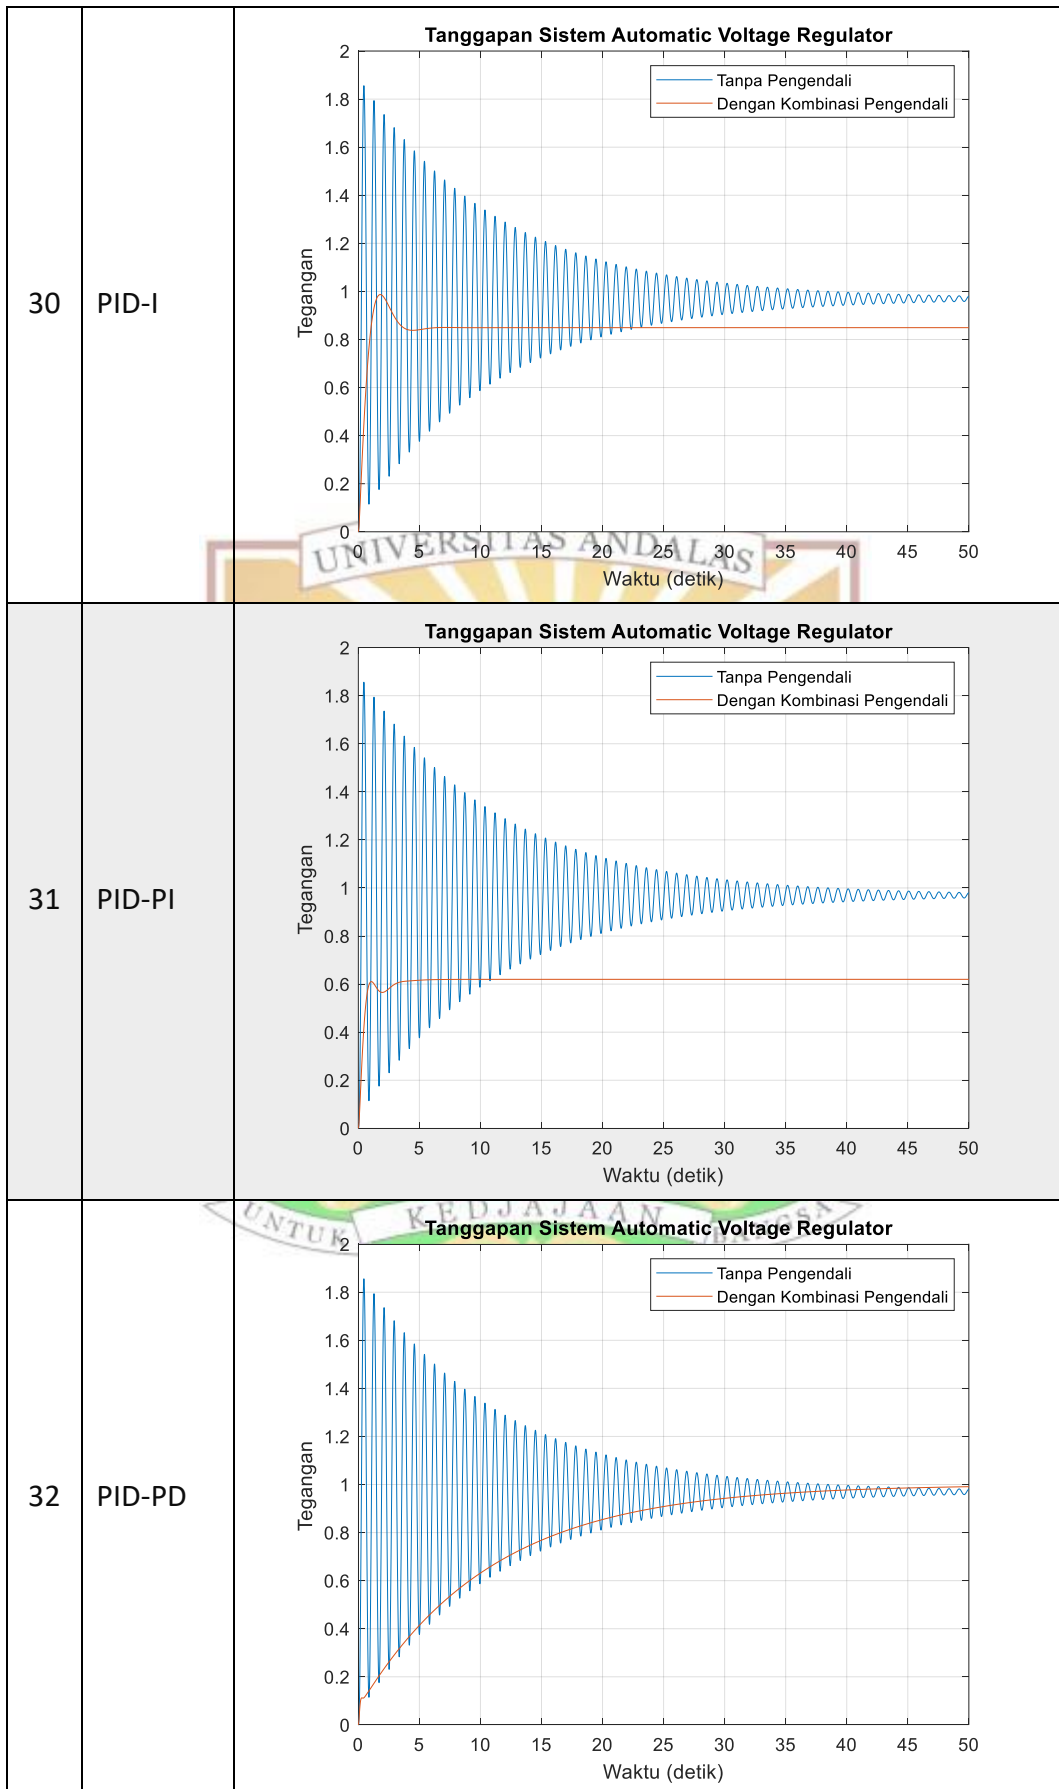 30
PID-I
Tanggapan Sistem Automatic Voltage Regulator
Tanpa Pengendali
Dengan Kombinasi Pengendali
Tegangan
2
1.8
1.6
1.4
1.2
1
0.8
0.6
0.4
0.2
0 5 10 15 20 25 30 35 40 45 50
Waktu (detik)
UNIVERSITAS ANDALAS
31
PID-PI
Tanggapan Sistem Automatic Voltage Regulator
Tanpa Pengendali
Dengan Kombinasi Pengendali
Tegangan
2
1.8
1.6
1.4
1.2
1
0.8
0.6
0.4
0.2
0
0 5 10 15 20 25 30 35 40 45 50
Waktu (detik)
UNTUK KEDJAJAAN BANGSA
32
PID-PD
Tanggapan Sistem Automatic Voltage Regulator
Tanpa Pengendali
Dengan Kombinasi Pengendali
Tegangan
2
1.8
1.6
1.4
1.2
1
0.8
0.6
0.4
0.2
0
0 5 10 15 20 25 30 35 40 45 50
Waktu (detik)